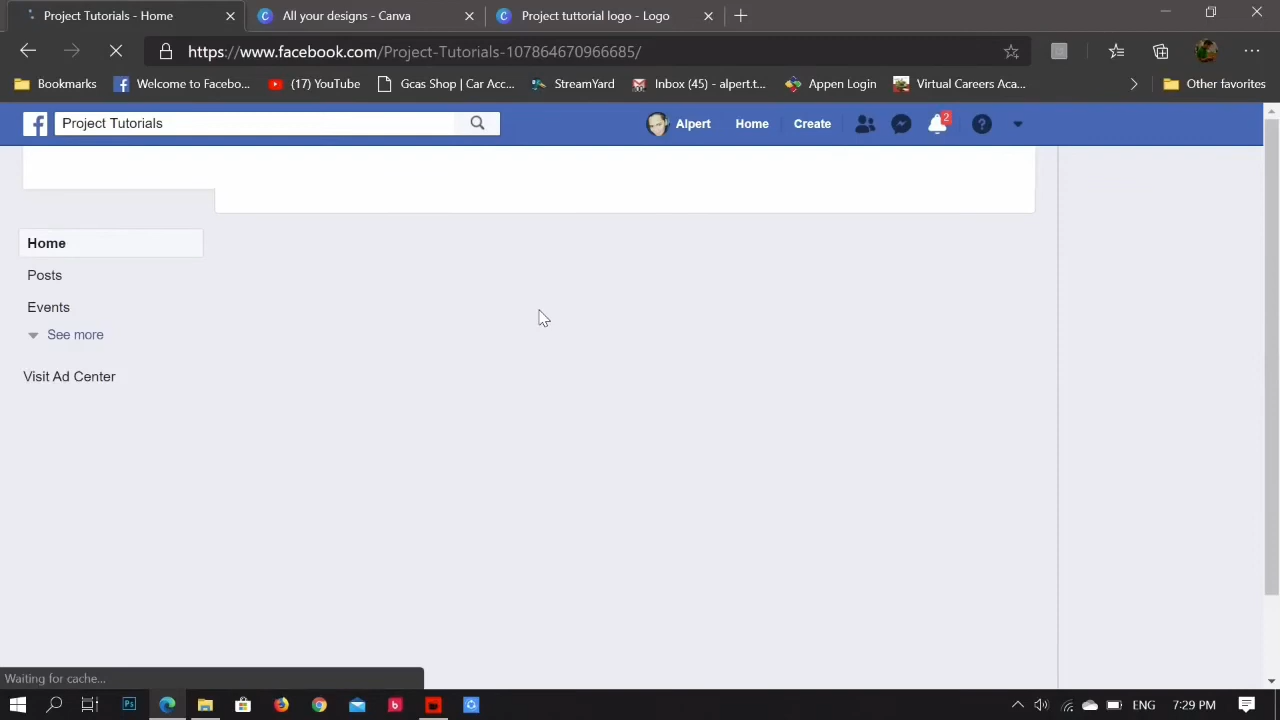 Project Tutorials - Home
All your designs - Canva
Project tuttorial logo - Logo
https://www.facebook.com/Project-Tutorials-107864670966685/
Bookmarks
Welcome to Facebo...
(17) YouTube
Gcas Shop | Car Acc...
StreamYard
Inbox (45) - alpert.t...
Appen Login
Virtual Careers Aca...
Other favorites
Project Tutorials
Alpert
Home
Create
2
Home
Posts
Events
See more
Visit Ad Center
Waiting for cache...
Ps
ENG
7:29 PM